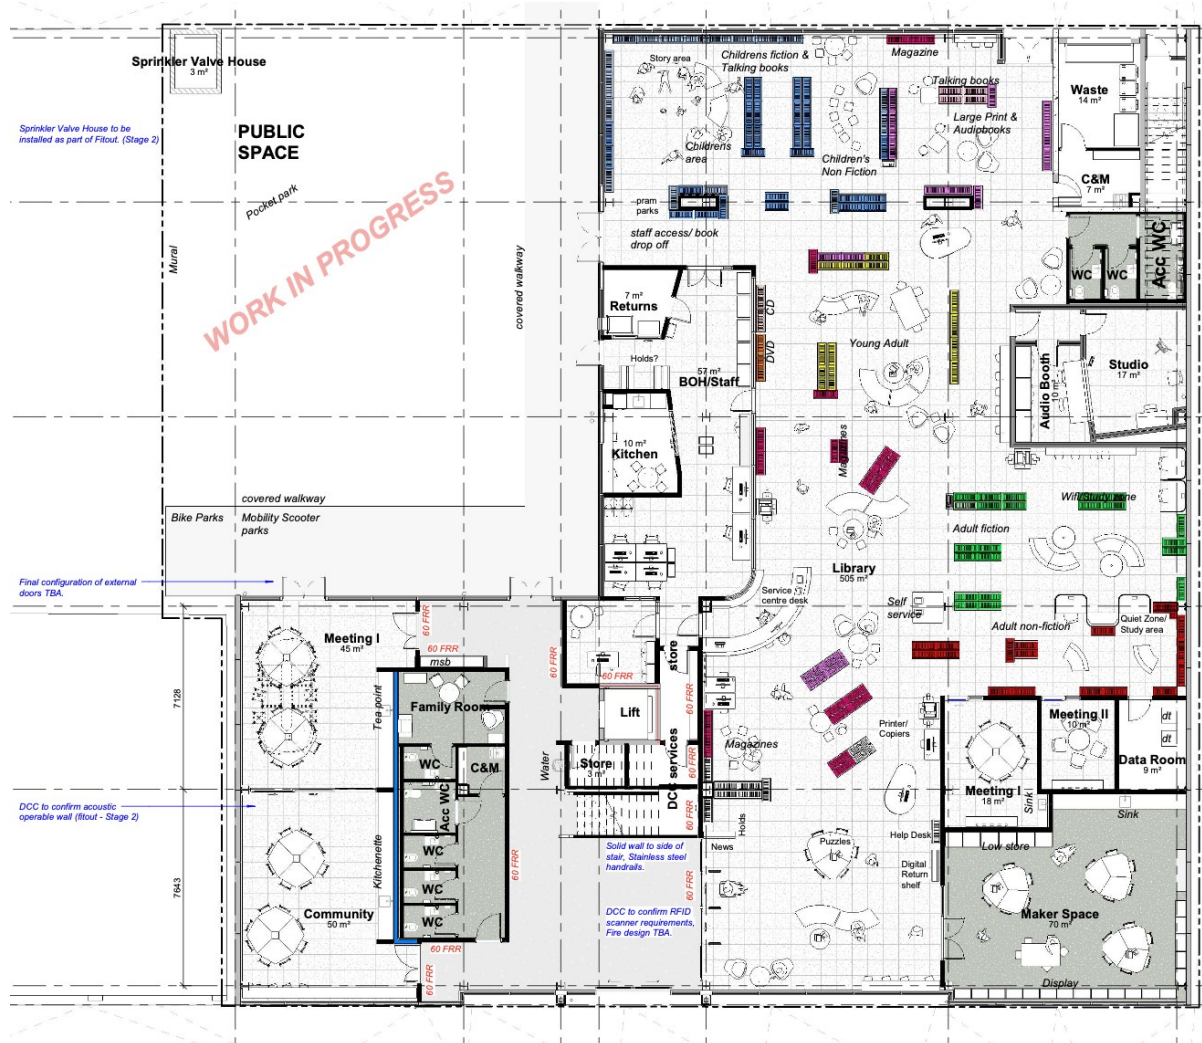 Sprinkler Valve House
3 m²
Sprinkler Valve House to be
installed as part of Fitout. (Stage 2)
PUBLIC
SPACE
Pocket park
WORK IN PROGRESS
Mural
covered walkway
covered walkway
Bike Parks
Mobility Scooter
parks
Final configuration of external
doors TBA.
Story area
Childrens fiction &
Talking books
Magazine
Talking books
Large Print &
Audiobooks
Childrens
area
Children's
Non Fiction
Waste
14 m²
C&M
7 m²
pram
parks
staff access/ book
drop off
WC
WC
Acc WC
7 m²
Returns
CD
DVD
Holds?
57 m²
BOH/Staff
Young Adult
Audio Booth
10 m²
Studio
17 m²
10 m²
Kitchen
Magazines
Wifi/Study zone
Adult fiction
Library
505 m²
Service /
centre desk
Self
service
Adult non-fiction
Quiet Zone/
Study area
Meeting I
45 m²
60 FRR
msb
60 FRR
60 FRR
store
60 FRR
7128
Tea point
Family Room
Lift
WC
C&M
Water
Store
3 m²
DCC services
Magazines
Printer/
Copiers
Meeting II
10 m²
dt
dt
Data Room
9 m²
Meeting I
18 m²
Sink
Sink
DCC to confirm acoustic
operable wall (fitout - Stage 2)
Acc WC
60 FRR
Holds
News
Help Desk
Puzzles
Low store
Digital
Return
shelf
Solid wall to side of
stair, Stainless steel
handrails.
60 FRR
7643
Kitchenette
WC
WC
WC
60 FRR
Community
50 m²
DCC to confirm RFID
scanner requirements,
Fire design TBA.
Maker Space
70 m²
60 FRR
60 FRR
Display